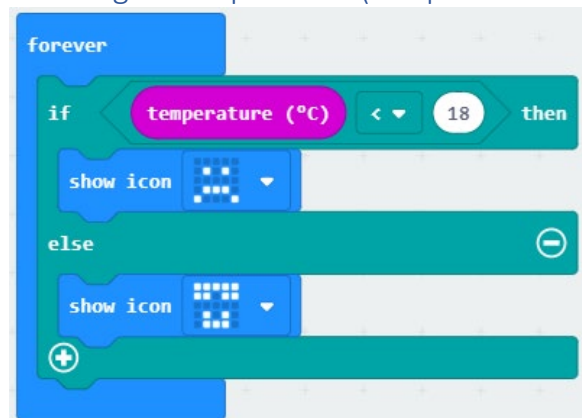 forever
if temperature (°C) < 18 then
show icon
else
show icon